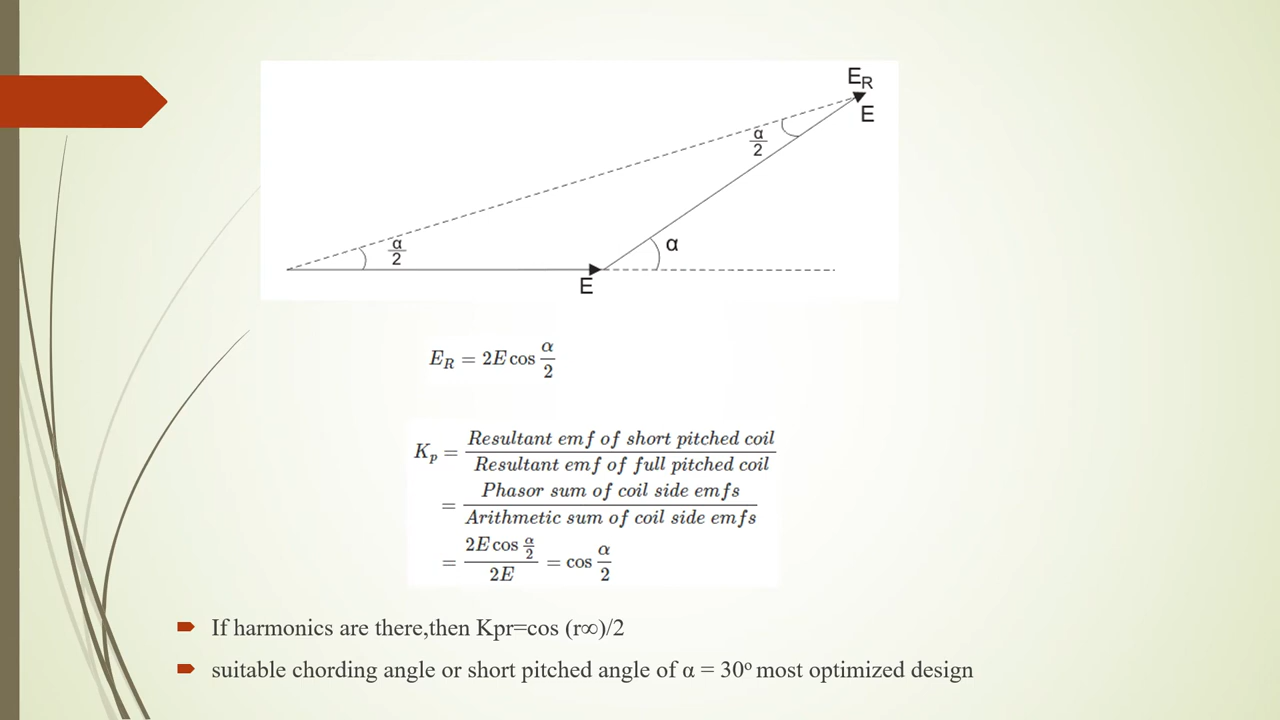 E_R
E
α/2
α/2
α
E
E_R = 2E cos α/2
K_p = Resultant emf of short pitched coil / Resultant emf of full pitched coil
= Phasor sum of coil side emfs / Arithmetic sum of coil side emfs
= 2E cos α/2 / 2E = cos α/2
If harmonics are there,then Kpr=cos (r∞)/2
suitable chording angle or short pitched angle of α = 30º most optimized design